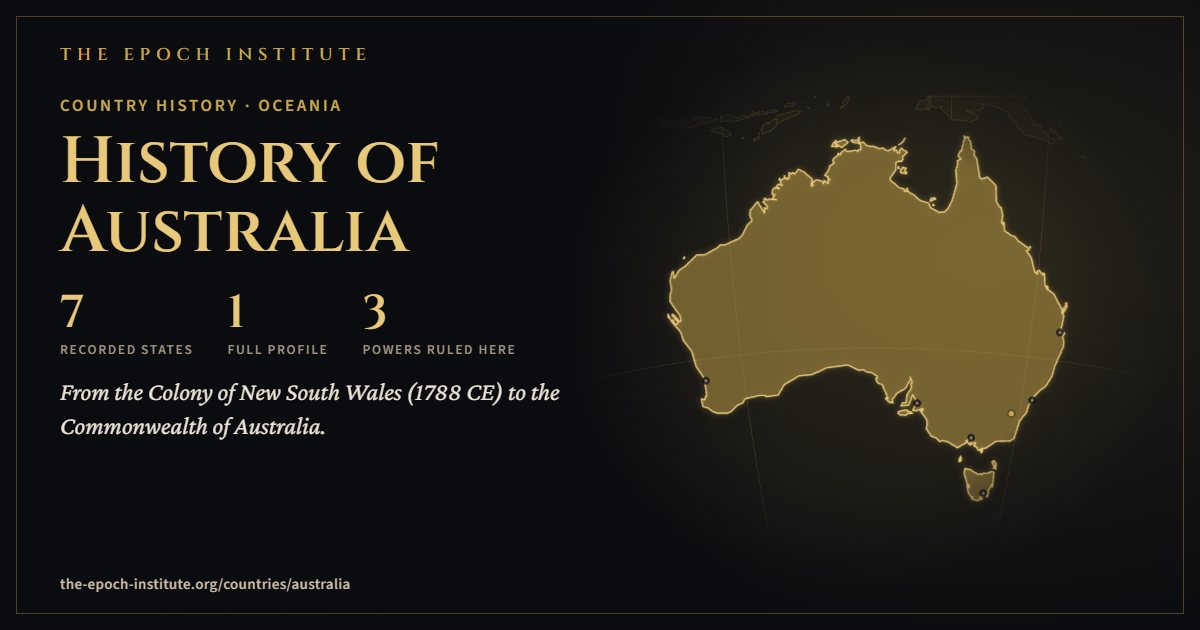 THE EPOCH INSTITUTE
COUNTRY HISTORY · OCEANIA
HISTORY OF
AUSTRALIA
7 1 3
RECORDED STATES FULL PROFILE POWERS RULED HERE
From the Colony of New South Wales (1788 CE) to the
Commonwealth of Australia.
the-epoch-institute.org/countries/australia